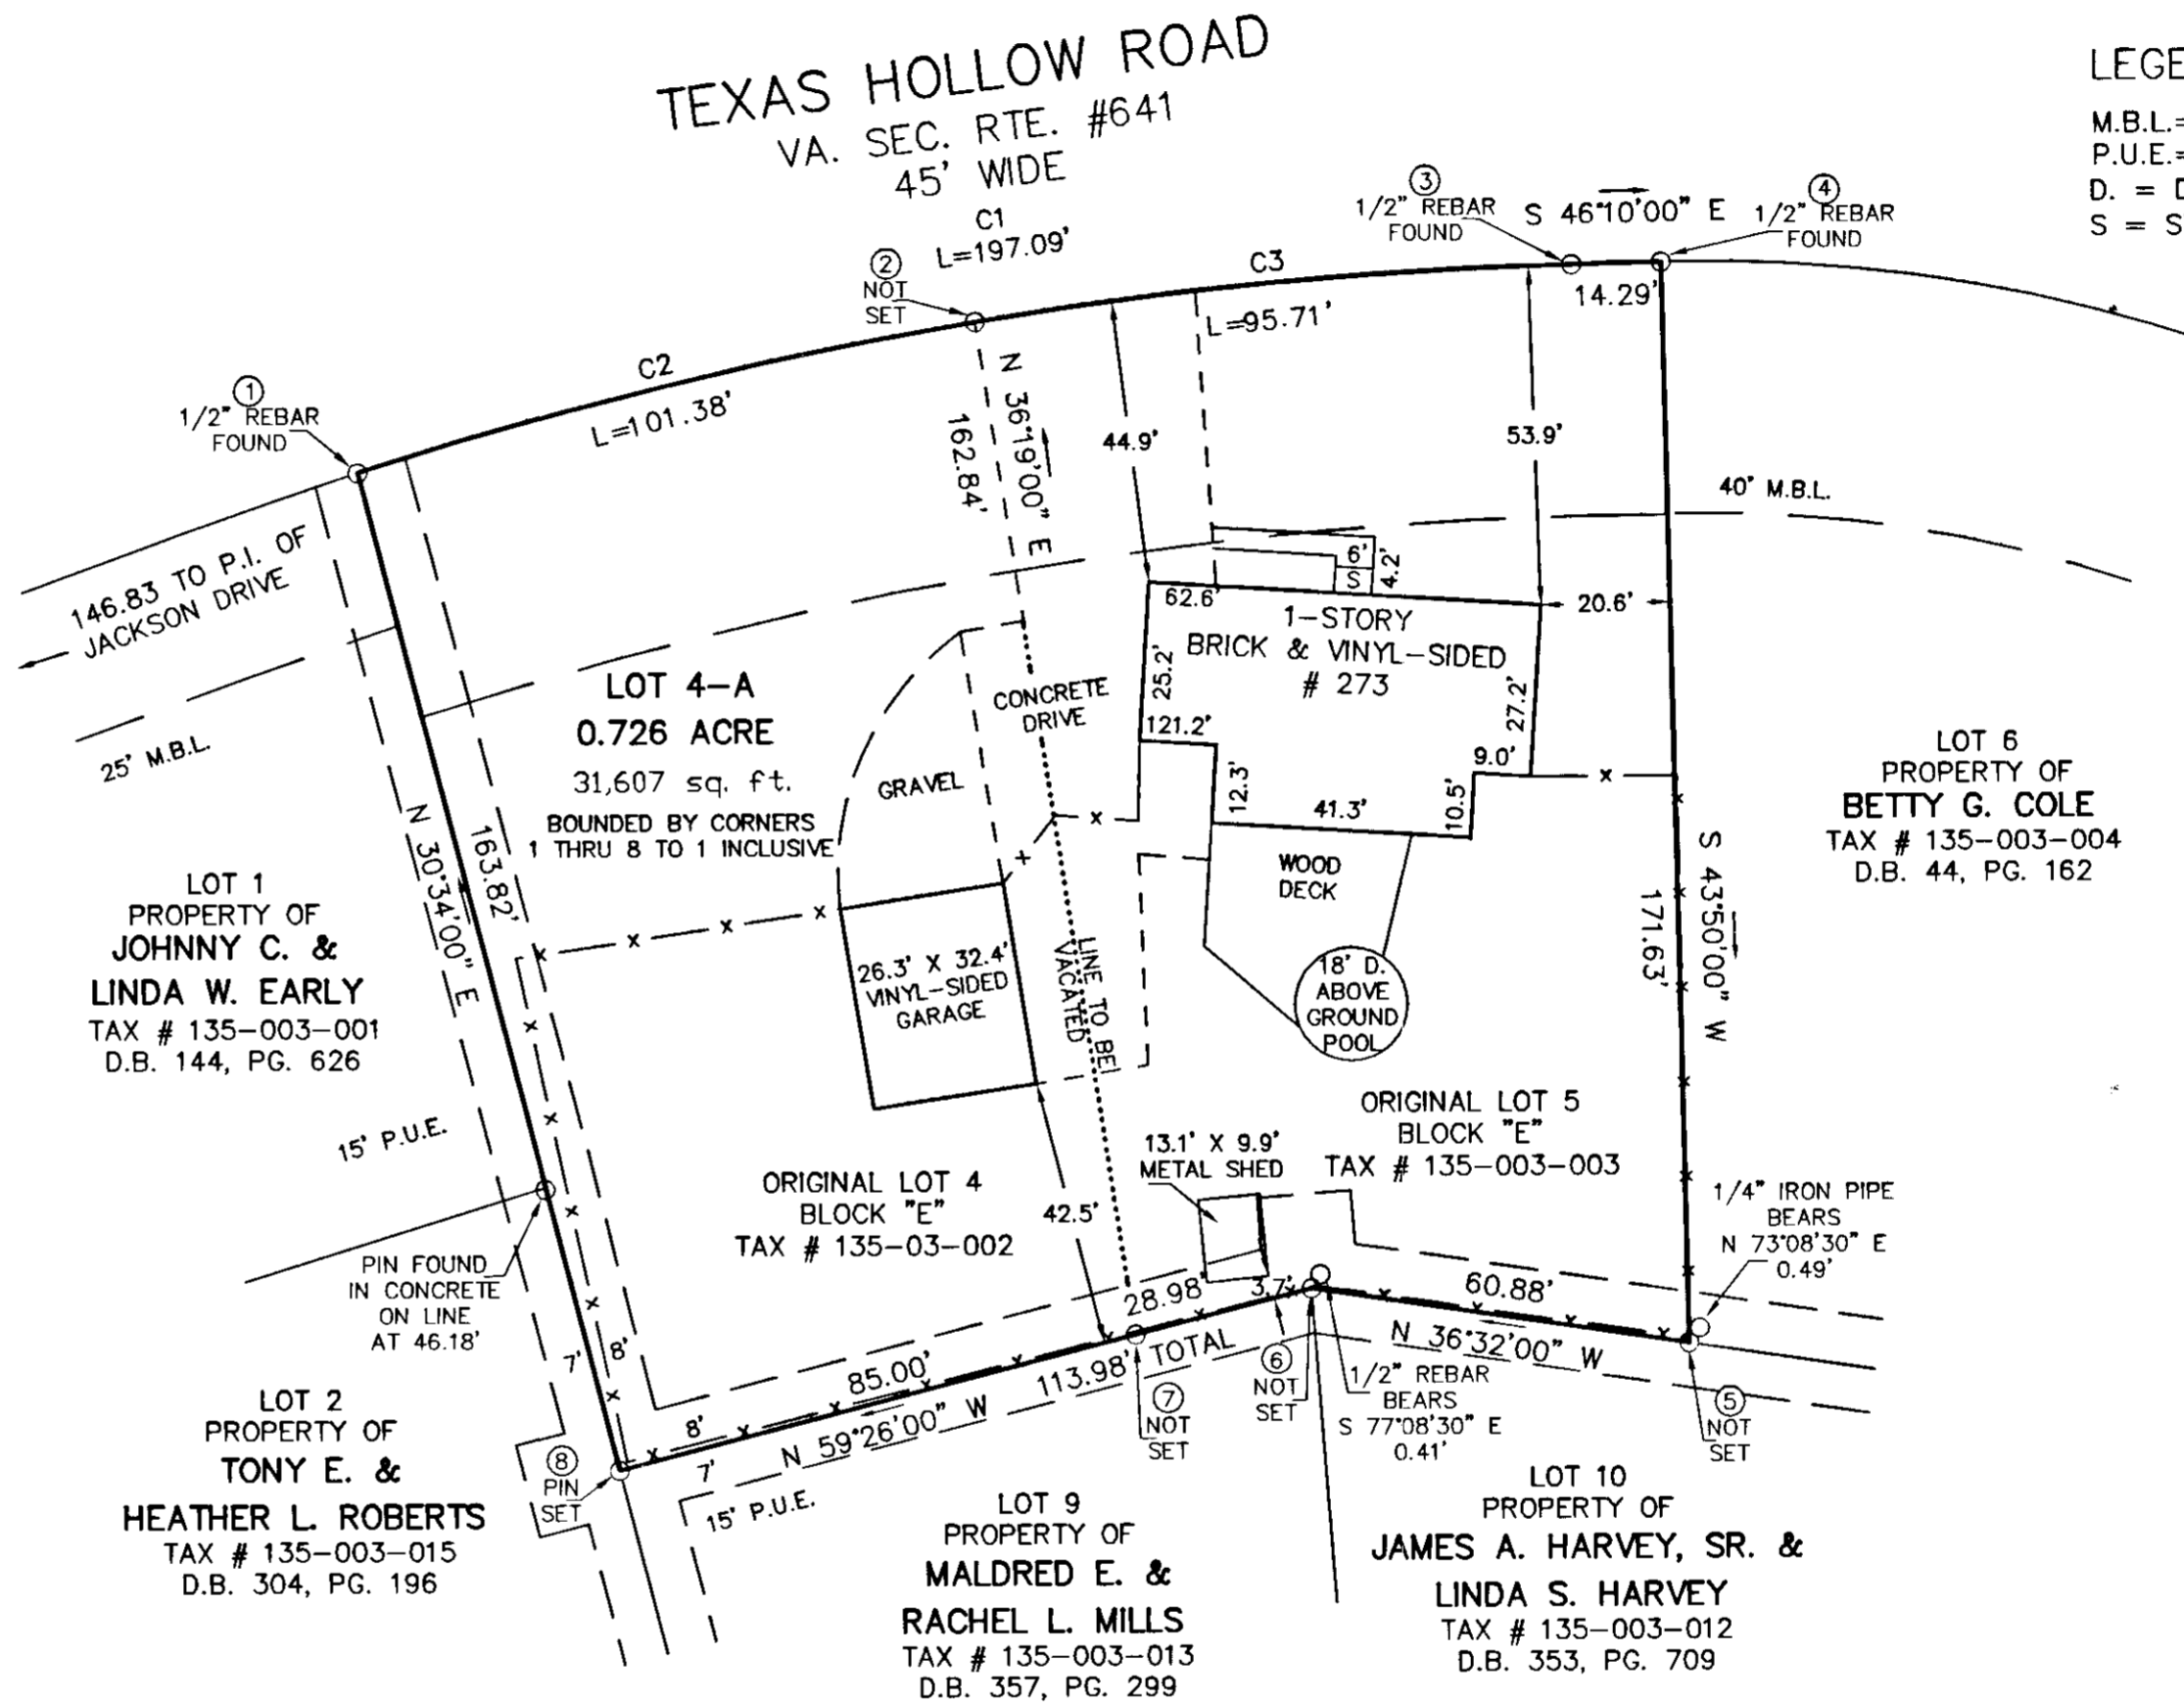 TEXAS HOLLOW ROAD
VA. SEC. RTE. #641
45' WIDE
C1
L=197.09'
LEGE
M.B.L.=
P.U.E.=
D. =
S = S
3
1/2" REBAR
FOUND
S 46°10'00" E
4
1/2" REBAR
FOUND
14.29'
2
NOT
SET
C3
L=95.71'
C2
L=101.38'
1
1/2" REBAR
FOUND
N 36°19'00" E
162.84'
44.9'
53.9'
40' M.B.L.
146.83 TO P.I. OF
JACKSON DRIVE
25' M.B.L.
6'
S
4.2'
62.6'
20.6'
1-STORY
BRICK & VINYL-SIDED
# 273
25.2'
27.2'
121.2'
12.3'
41.3'
10.5'
9.0'
LOT 4-A
0.726 ACRE
31,607 sq. ft.
BOUNDED BY CORNERS
1 THRU 8 TO 1 INCLUSIVE
CONCRETE
DRIVE
GRAVEL
N 30°34'00" E
163.82'
LOT 6
PROPERTY OF
BETTY G. COLE
TAX # 135-003-004
D.B. 44, PG. 162
S 43°50'00" W
171.63'
LOT 1
PROPERTY OF
JOHNNY C. &
LINDA W. EARLY
TAX # 135-003-001
D.B. 144, PG. 626
WOOD
DECK
26.3' X 32.4'
VINYL-SIDED
GARAGE
LINE TO BE
VACATED
18' D.
ABOVE
GROUND
POOL
15' P.U.E.
ORIGINAL LOT 5
BLOCK "E"
TAX # 135-003-003
13.1' X 9.9'
METAL SHED
ORIGINAL LOT 4
BLOCK "E"
TAX # 135-03-002
42.5'
1/4" IRON PIPE
BEARS
N 73°08'30" E
0.49'
PIN FOUND
IN CONCRETE
ON LINE
AT 46.18'
7'
8'
28.98'
3.7'
60.88'
N 36°32'00" W
85.00'
113.98' TOTAL
N 59°26'00" W
8'
7'
15' P.U.E.
6
NOT
SET
1/2" REBAR
BEARS
S 77°08'30" E
0.41'
7
NOT
SET
5
NOT
SET
8
PIN
SET
LOT 2
PROPERTY OF
TONY E. &
HEATHER L. ROBERTS
TAX # 135-003-015
D.B. 304, PG. 196
LOT 9
PROPERTY OF
MALDRED E. &
RACHEL L. MILLS
TAX # 135-003-013
D.B. 357, PG. 299
LOT 10
PROPERTY OF
JAMES A. HARVEY, SR. &
LINDA S. HARVEY
TAX # 135-003-012
D.B. 353, PG. 709